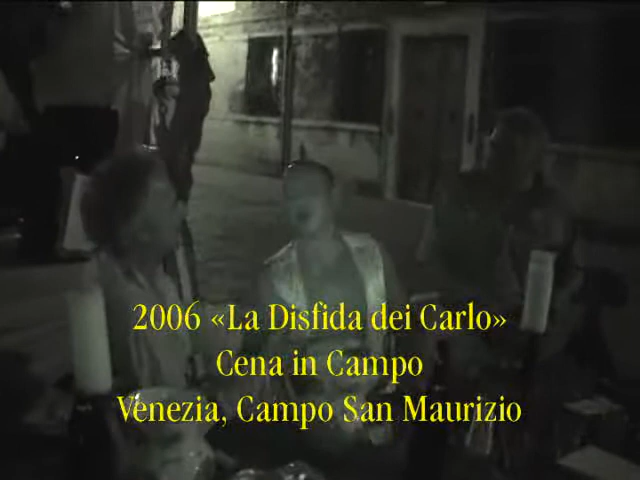 2006 «La Disfida dei Carlo»
Cena in Campo
Venezia, Campo San Maurizio